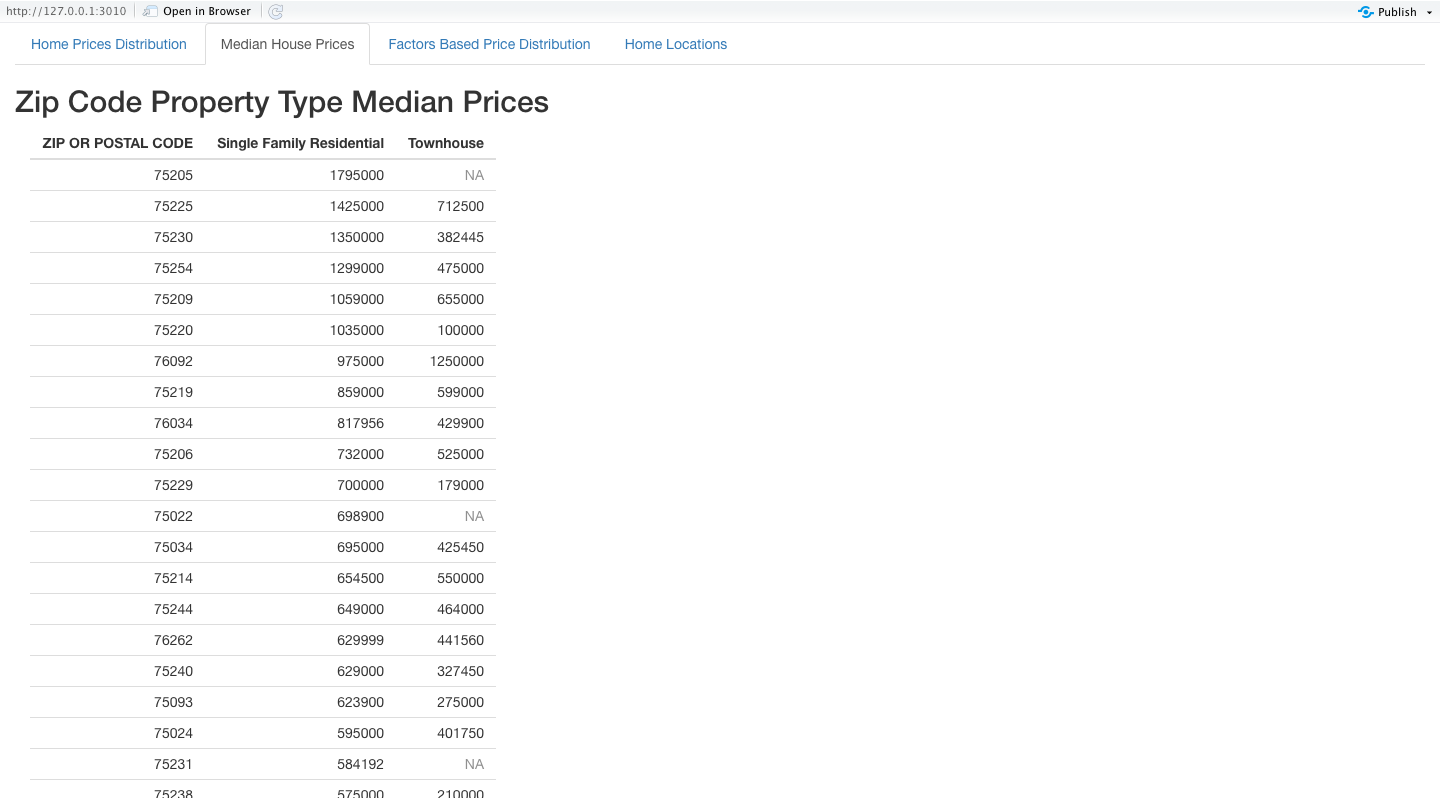 http://127.0.0.1:3010 Open in Browser Publish
Home Prices Distribution Median House Prices Factors Based Price Distribution Home Locations
Zip Code Property Type Median Prices
ZIP OR POSTAL CODE Single Family Residential Townhouse
75205 1795000 NA
75225 1425000 712500
75230 1350000 382445
75254 1299000 475000
75209 1059000 655000
75220 1035000 100000
76092 975000 1250000
75219 859000 599000
76034 817956 429900
75206 732000 525000
75229 700000 179000
75022 698900 NA
75034 695000 425450
75214 654500 550000
75244 649000 464000
76262 629999 441560
75240 629000 327450
75093 623900 275000
75024 595000 401750
75231 584192 NA
75238 575000 210000